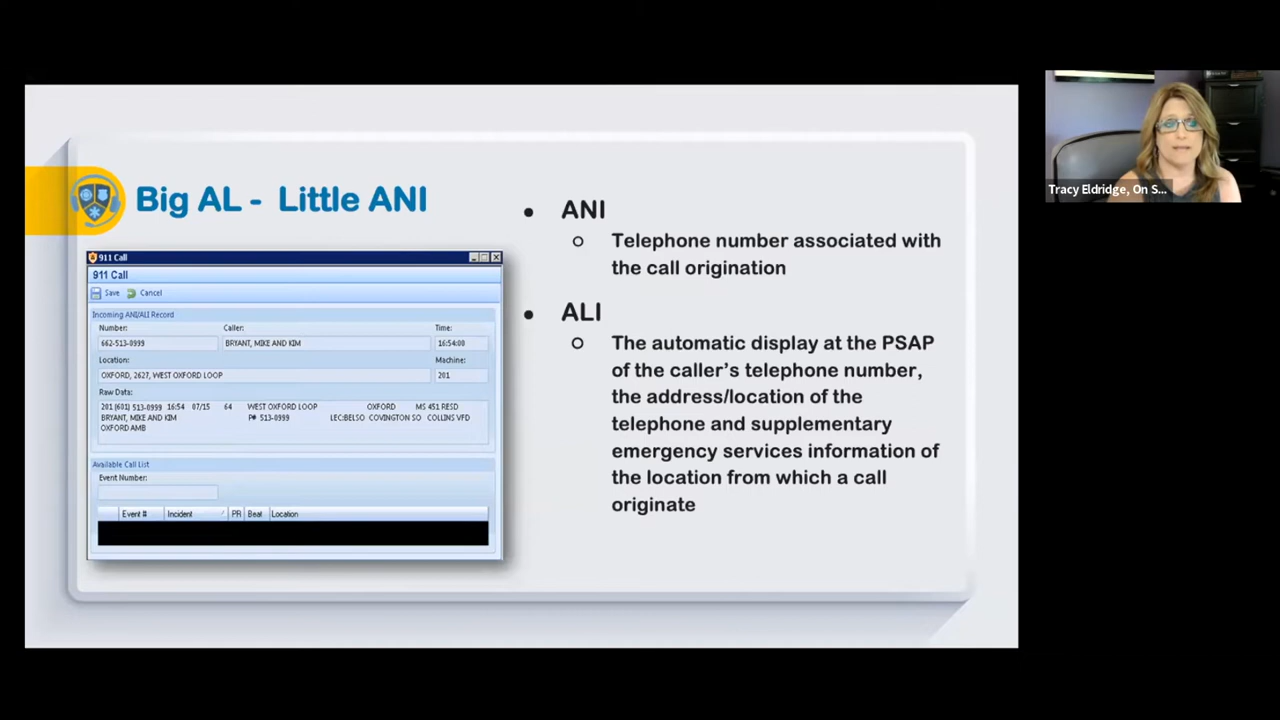 Big AL - Little ANI
911 Call
911 Call
Save Cancel
Incoming ANI/ALI Record
Number: Caller: Time:
662-513-0999 BRYANT, MIKE AND KIM 16:54:00
Location: Machine:
OXFORD, 2627, WEST OXFORD LOOP 201
Raw Data:
201 (601) 513-0999 16:54 07/15 64 WEST OXFORD LOOP OXFORD MS 451 RESD
BRYANT, MIKE AND KIM P# 513-0999 LEC:BELSO COVINGTON SO COLLINS VFD
OXFORD AMB
Available Call List
Event Number:
Event # Incident PR Beat Location
• ANI
○ Telephone number associated with
the call origination
• ALI
○ The automatic display at the PSAP
of the caller's telephone number,
the address/location of the
telephone and supplementary
emergency services information of
the location from which a call
originate
Tracy Eldridge, On S...